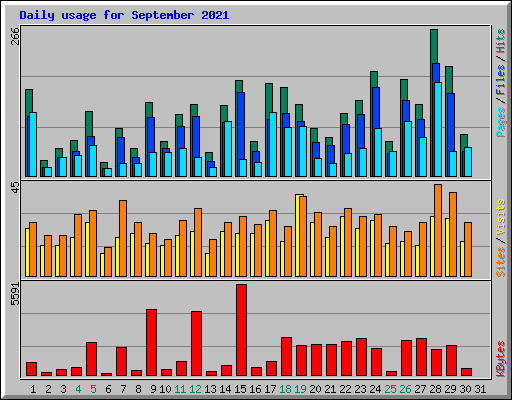 Daily usage for September 2021
266
Pages / Files / Hits
45
Sites / Visits
5591
KBytes
1 2 3 4 5 6 7 8 9 10 11 12 13 14 15 16 17 18 19 20 21 22 23 24 25 26 27 28 29 30 31